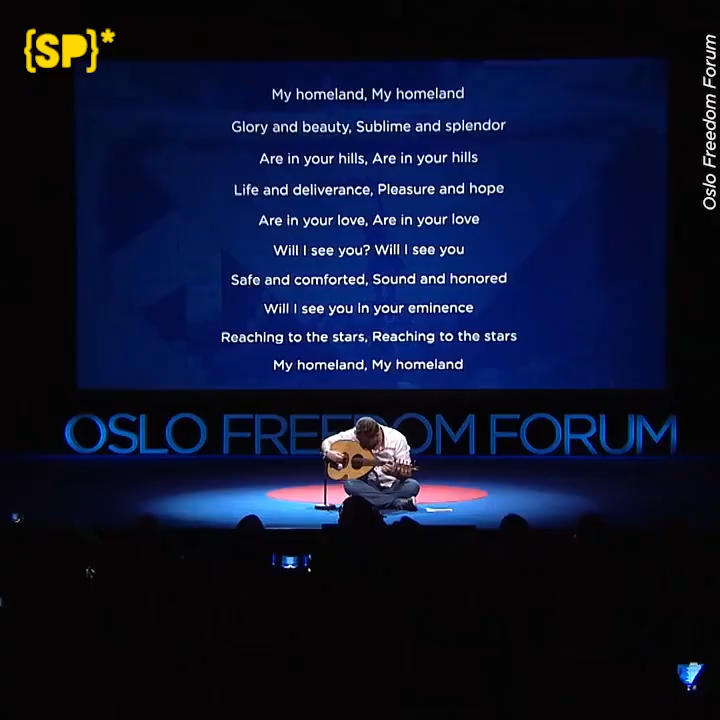 {SP}*
Oslo Freedom Forum
My homeland, My homeland
Glory and beauty, Sublime and splendor
Are in your hills, Are in your hills
Life and deliverance, Pleasure and hope
Are in your love, Are in your love
Will I see you? Will I see you
Safe and comforted, Sound and honored
Will I see you in your eminence
Reaching to the stars, Reaching to the stars
My homeland, My homeland
OSLO FREEDOM FORUM